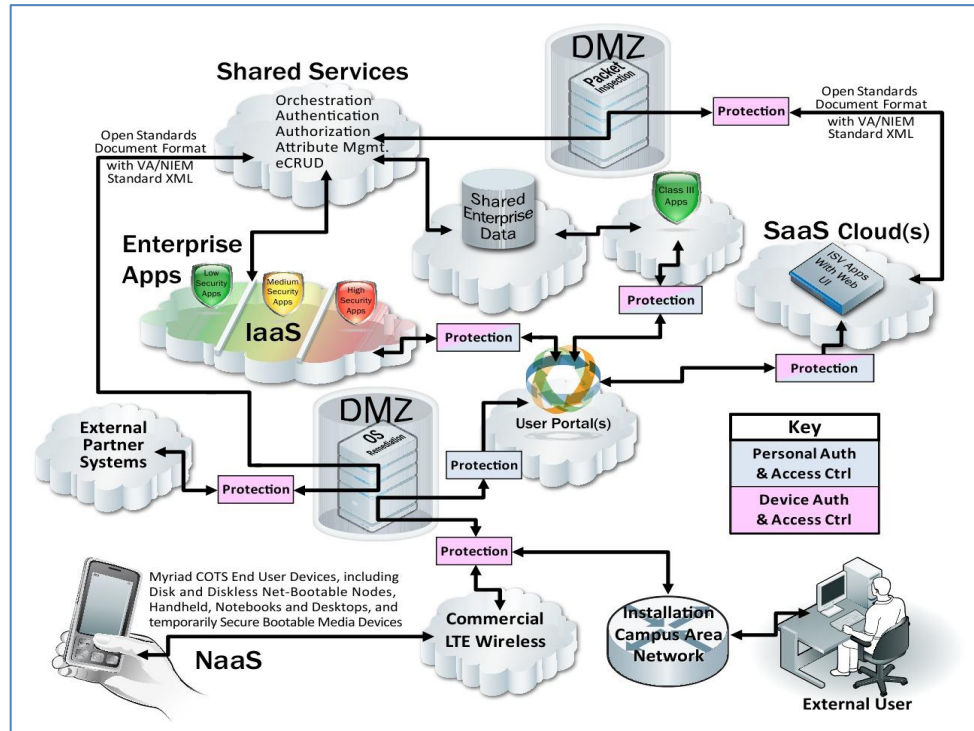 DMZ
Packet
Inspection
Shared Services
Orchestration
Authentication
Authorization
Attribute Mgmt.
eCRUD
Protection
Open Standards
Document Format
with VA/NIEM
Standard XML
Open Standards
Document Format
with VA/NIEM
Standard XML
Shared
Enterprise
Data
Class III
Apps
SaaS Cloud(s)
ISV Apps
With Web
UI
Enterprise
Apps
Low
Security
Apps
Medium
Security
Apps
High
Security
Apps
IaaS
Protection
Protection
Protection
User Portal(s)
DMZ
OS
Remediation
External
Partner
Systems
Protection
Protection
Key
Personal Auth
& Access Ctrl
Device Auth
& Access Ctrl
Protection
Myriad COTS End User Devices, including
Disk and Diskless Net-Bootable Nodes,
Handheld, Notebooks and Desktops, and
temporarily Secure Bootable Media Devices
NaaS
Commercial
LTE Wireless
Installation
Campus Area
Network
External User